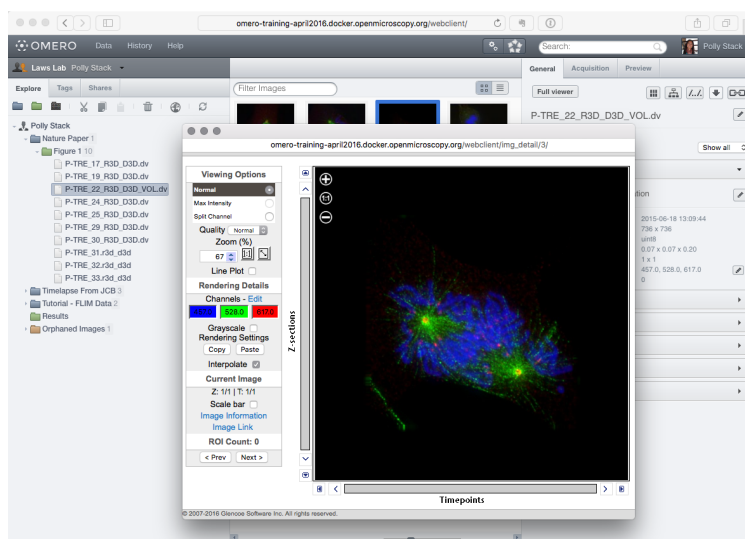 omero-training-april2016.docker.openmicroscopy.org/webclient/
OMERO Data History Help Search: Polly Stack
Laws Lab Polly Stack
Explore Tags Shares
Filter Images
General Acquisition Preview
Full viewer
P-TRE_22_R3D_D3D_VOL.dv
Show all
Polly Stack
Nature Paper 1
Figure 1 10
P-TRE_17_R3D_D3D.dv
P-TRE_19_R3D_D3D.dv
P-TRE_22_R3D_D3D_VOL.dv
P-TRE_24_R3D_D3D.dv
P-TRE_25_R3D_D3D.dv
P-TRE_29_R3D_D3D.dv
P-TRE_30_R3D_D3D.dv
P-TRE_31.r3d_d3d
P-TRE_32.r3d_d3d
P-TRE_33.r3d_d3d
Timelapse From JCB 3
Tutorial - FLIM Data 2
Results
Orphaned Images 1
omero-training-april2016.docker.openmicroscopy.org/webclient/img_detail/3/
Viewing Options
Normal
Max Intensity
Split Channel
Quality Normal
Zoom (%)
67 1:1
Line Plot
Rendering Details
Channels - Edit
528.0 617.0
Grayscale
Rendering Settings
Copy Paste
Interpolate
Current Image
Z: 1/1 | T: 1/1
Scale bar
Image Information
Image Link
ROI Count: 0
< Prev Next >
1:1
Z-sections
Timepoints
© 2007-2016 Glencoe Software Inc. All rights reserved.
2015-06-18 13:09:44
736 x 736
uint8
0.07 x 0.07 x 0.20
1 x 1
457.0, 528.0, 617.0
0